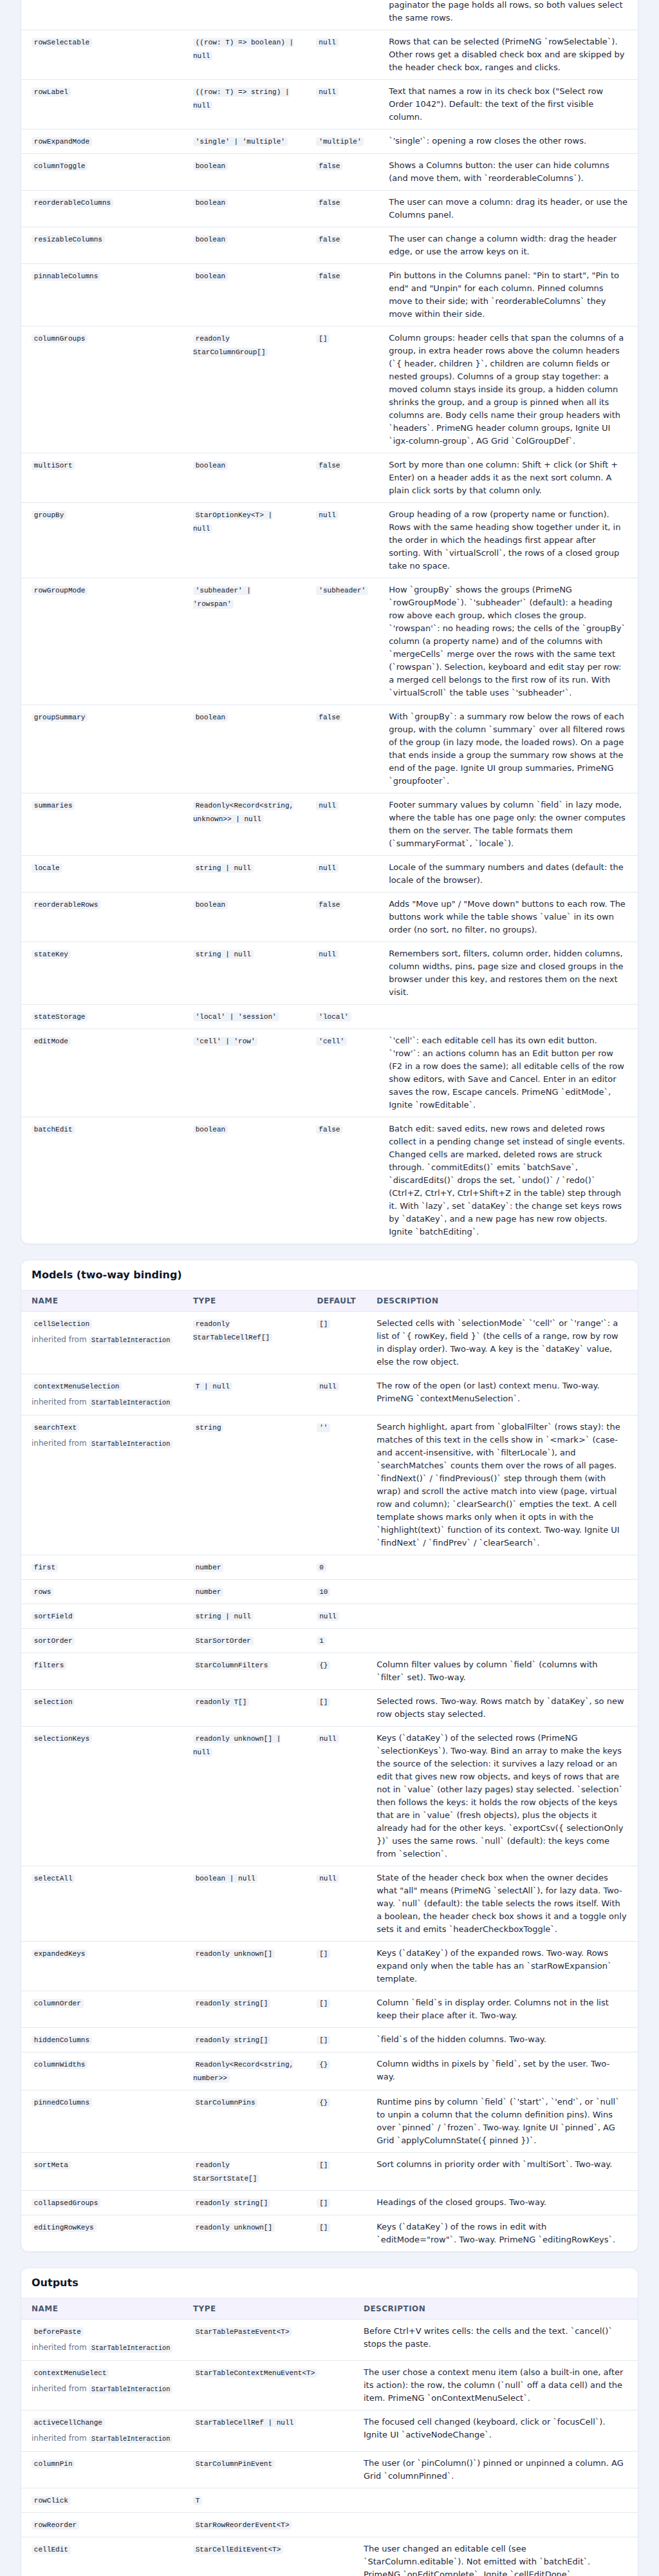 paginator the page holds all rows, so both values select
the same rows.
rowSelectable ((row: T) => boolean) | null null Rows that can be selected (PrimeNG `rowSelectable`).
Other rows get a disabled check box and are skipped by
the header check box, ranges and clicks.
rowLabel ((row: T) => string) | null null Text that names a row in its check box ("Select row
Order 1042"). Default: the text of the first visible
column.
rowExpandMode 'single' | 'multiple' 'multiple' `'single'`: opening a row closes the other rows.
columnToggle boolean false Shows a Columns button: the user can hide columns
(and move them, with `reorderableColumns`).
reorderableColumns boolean false The user can move a column: drag its header, or use the
Columns panel.
resizableColumns boolean false The user can change a column width: drag the header
edge, or use the arrow keys on it.
pinnableColumns boolean false Pin buttons in the Columns panel: "Pin to start", "Pin to
end" and "Unpin" for each column. Pinned columns
move to their side; with `reorderableColumns` they
move within their side.
columnGroups readonly StarColumnGroup[] [] Column groups: header cells that span the columns of a
group, in extra header rows above the column headers
(`{ header, children }`, children are column fields or
nested groups). Columns of a group stay together: a
moved column stays inside its group, a hidden column
shrinks the group, and a group is pinned when all its
columns are. Body cells name their group headers with
`headers`. PrimeNG header column groups, Ignite UI
`igx-column-group`, AG Grid `ColGroupDef`.
multiSort boolean false Sort by more than one column: Shift + click (or Shift +
Enter) on a header adds it as the next sort column. A
plain click sorts by that column only.
groupBy StarOptionKey<T> | null null Group heading of a row (property name or function).
Rows with the same heading show together under it, in
the order in which the headings first appear after
sorting. With `virtualScroll`, the rows of a closed group
take no space.
rowGroupMode 'subheader' | 'rowspan' 'subheader' How `groupBy` shows the groups (PrimeNG
`rowGroupMode`). `'subheader'` (default): a heading
row above each group, which closes the group.
`'rowspan'`: no heading rows; the cells of the `groupBy`
column (a property name) and of the columns with
`mergeCells` merge over the rows with the same text
(`rowspan`). Selection, keyboard and edit stay per row:
a merged cell belongs to the first row of its run. With
`virtualScroll` the table uses `'subheader'`.
groupSummary boolean false With `groupBy`: a summary row below the rows of each
group, with the column `summary` over all filtered rows
of the group (in lazy mode, the loaded rows). On a page
that ends inside a group the summary row shows at the
end of the page. Ignite UI group summaries, PrimeNG
`groupfooter`.
summaries Readonly<Record<string, unknown>> | null null Footer summary values by column `field` in lazy mode,
where the table has one page only: the owner computes
them on the server. The table formats them
(`summaryFormat`, `locale`).
locale string | null null Locale of the summary numbers and dates (default: the
locale of the browser).
reorderableRows boolean false Adds "Move up" / "Move down" buttons to each row. The
buttons work while the table shows `value` in its own
order (no sort, no filter, no groups).
stateKey string | null null Remembers sort, filters, column order, hidden columns,
column widths, pins, page size and closed groups in the
browser under this key, and restores them on the next
visit.
stateStorage 'local' | 'session' 'local'
editMode 'cell' | 'row' 'cell' `'cell'`: each editable cell has its own edit button.
`'row'`: an actions column has an Edit button per row
(F2 in a row does the same); all editable cells of the row
show editors, with Save and Cancel. Enter in an editor
saves the row, Escape cancels. PrimeNG `editMode`,
Ignite `rowEditable`.
batchEdit boolean false Batch edit: saved edits, new rows and deleted rows
collect in a pending change set instead of single events.
Changed cells are marked, deleted rows are struck
through. `commitEdits()` emits `batchSave`,
`discardEdits()` drops the set, `undo()` / `redo()`
(Ctrl+Z, Ctrl+Y, Ctrl+Shift+Z in the table) step through
it. With `lazy`, set `dataKey`: the change set keys rows
by `dataKey`, and a new page has new row objects.
Ignite `batchEditing`.
Models (two-way binding)
NAME TYPE DEFAULT DESCRIPTION
cellSelection readonly StarTableCellRef[] [] Selected cells with `selectionMode` `'cell'` or `'range'`: a
inherited from StarTableInteraction list of `{ rowKey, field }` (the cells of a range, row by row
in display order). Two-way. A key is the `dataKey` value,
else the row object.
contextMenuSelection T | null null The row of the open (or last) context menu. Two-way.
inherited from StarTableInteraction PrimeNG `contextMenuSelection`.
searchText string '' Search highlight, apart from `globalFilter` (rows stay): the
inherited from StarTableInteraction matches of this text in the cells show in `<mark>` (case-
and accent-insensitive, with `filterLocale`), and
`searchMatches` counts them over the rows of all pages.
`findNext()` / `findPrevious()` step through them (with
wrap) and scroll the active match into view (page, virtual
row and column); `clearSearch()` empties the text. A cell
template shows marks only when it opts in with the
`highlight(text)` function of its context. Two-way. Ignite UI
`findNext` / `findPrev` / `clearSearch`.
first number 0
rows number 10
sortField string | null null
sortOrder StarSortOrder 1
filters StarColumnFilters {} Column filter values by column `field` (columns with
`filter` set). Two-way.
selection readonly T[] [] Selected rows. Two-way. Rows match by `dataKey`, so new
row objects stay selected.
selectionKeys readonly unknown[] | null null Keys (`dataKey`) of the selected rows (PrimeNG
`selectionKeys`). Two-way. Bind an array to make the keys
the source of the selection: it survives a lazy reload or an
edit that gives new row objects, and keys of rows that are
not in `value` (other lazy pages) stay selected. `selection`
then follows the keys: it holds the row objects of the keys
that are in `value` (fresh objects), plus the objects it
already had for the other keys. `exportCsv({ selectionOnly
})` uses the same rows. `null` (default): the keys come
from `selection`.
selectAll boolean | null null State of the header check box when the owner decides
what "all" means (PrimeNG `selectAll`), for lazy data. Two-
way. `null` (default): the table selects the rows itself. With
a boolean, the header check box shows it and a toggle only
sets it and emits `headerCheckboxToggle`.
expandedKeys readonly unknown[] [] Keys (`dataKey`) of the expanded rows. Two-way. Rows
expand only when the table has an `starRowExpansion`
template.
columnOrder readonly string[] [] Column `field`s in display order. Columns not in the list
keep their place after it. Two-way.
hiddenColumns readonly string[] [] `field`s of the hidden columns. Two-way.
columnWidths Readonly<Record<string, number>> {} Column widths in pixels by `field`, set by the user. Two-
way.
pinnedColumns StarColumnPins {} Runtime pins by column `field` (`'start'`, `'end'`, or `null`
to unpin a column that the column definition pins). Wins
over `pinned` / `frozen`. Two-way. Ignite UI `pinned`, AG
Grid `applyColumnState({ pinned })`.
sortMeta readonly StarSortState[] [] Sort columns in priority order with `multiSort`. Two-way.
collapsedGroups readonly string[] [] Headings of the closed groups. Two-way.
editingRowKeys readonly unknown[] [] Keys (`dataKey`) of the rows in edit with
`editMode="row"`. Two-way. PrimeNG `editingRowKeys`.
Outputs
NAME TYPE DESCRIPTION
beforePaste StarTablePasteEvent<T> Before Ctrl+V writes cells: the cells and the text. `cancel()`
inherited from StarTableInteraction stops the paste.
contextMenuSelect StarTableContextMenuEvent<T> The user chose a context menu item (also a built-in one, after
inherited from StarTableInteraction its action): the row, the column (`null` off a data cell) and the
item. PrimeNG `onContextMenuSelect`.
activeCellChange StarTableCellRef | null The focused cell changed (keyboard, click or `focusCell`).
inherited from StarTableInteraction Ignite UI `activeNodeChange`.
columnPin StarColumnPinEvent The user (or `pinColumn()`) pinned or unpinned a column. AG
Grid `columnPinned`.
rowClick T
rowReorder StarRowReorderEvent<T>
cellEdit StarCellEditEvent<T> The user changed an editable cell (see
`StarColumn.editable`). Not emitted with `batchEdit`.
PrimeNG `onEditComplete`, Ignite `cellEditDone`.